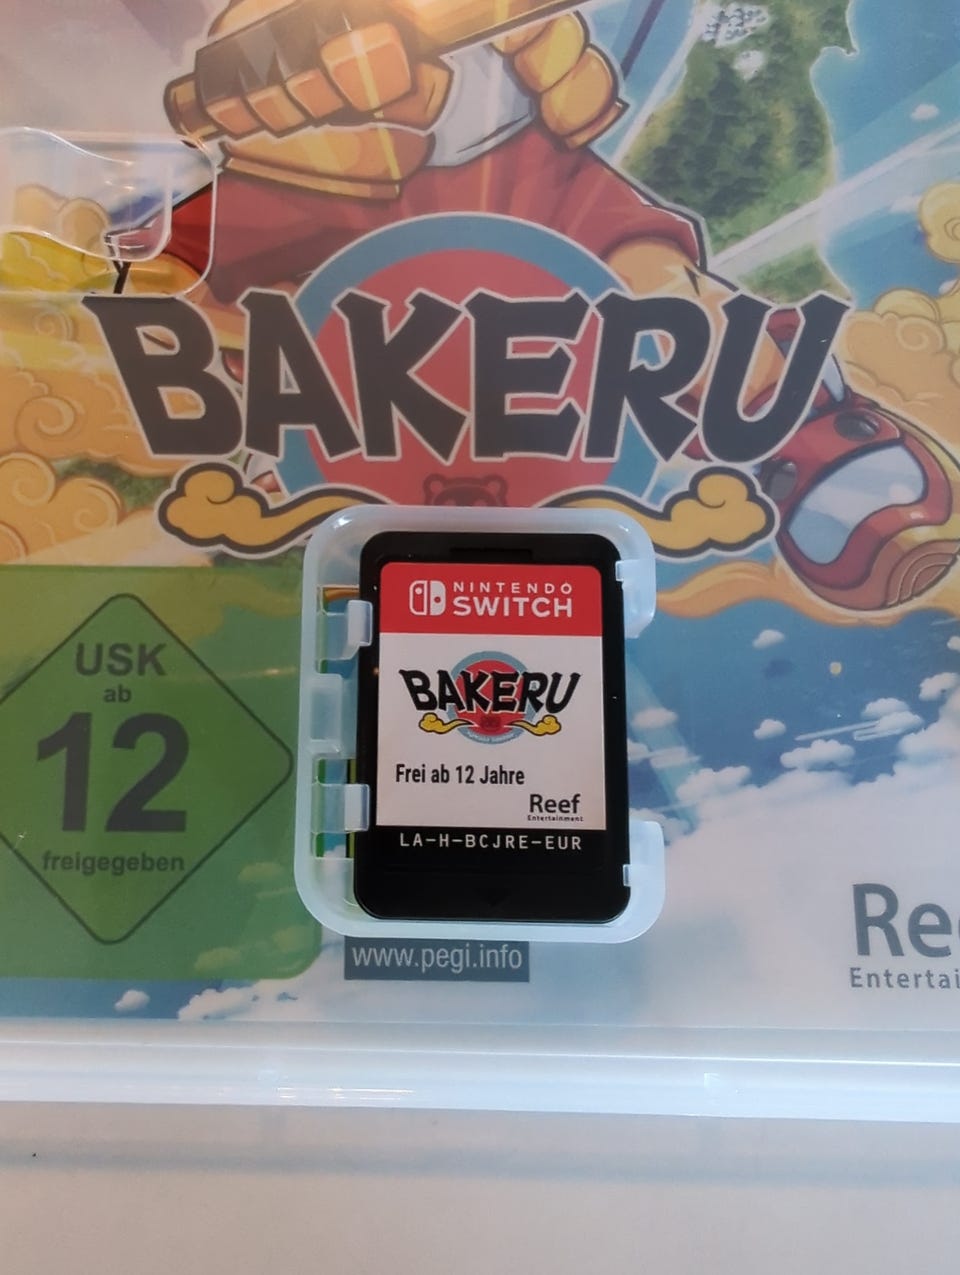 BAKERU
USK
ab
12
freigegeben
NINTENDO
SWITCH
BAKERU
Frei ab 12 Jahre
Reef
Entertainment
LA-H-BCJRE-EUR
www.pegi.info
Ree
Entertai